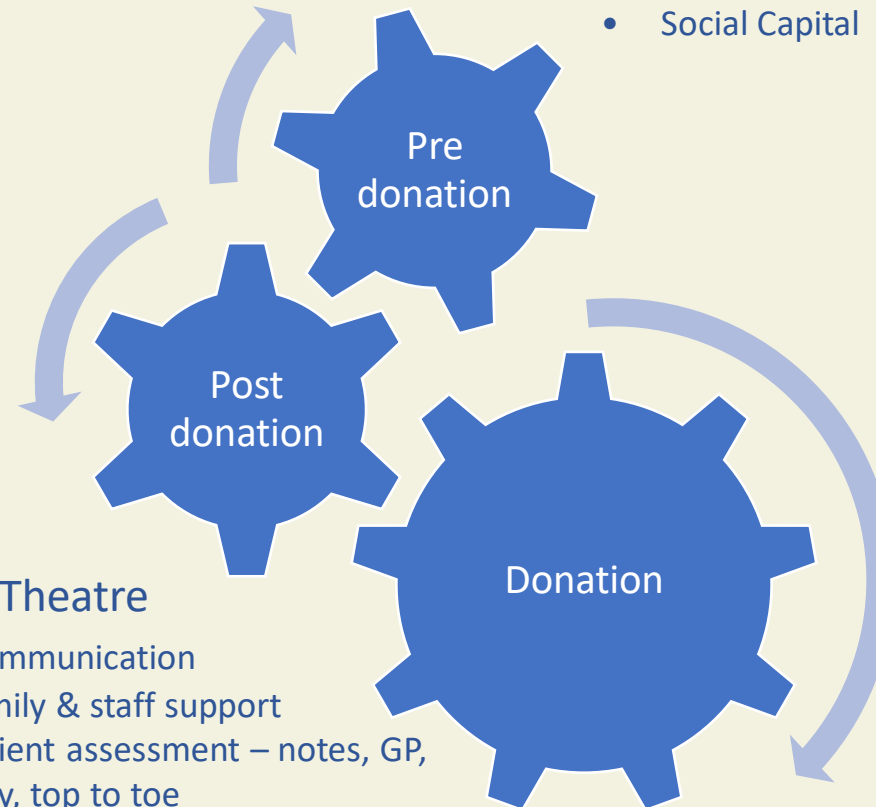 • Social Capital
Pre
donation
Post
donation
Donation
Theatre
mmunication
nily & staff support
ient assessment – notes, GP,
y, top to toe